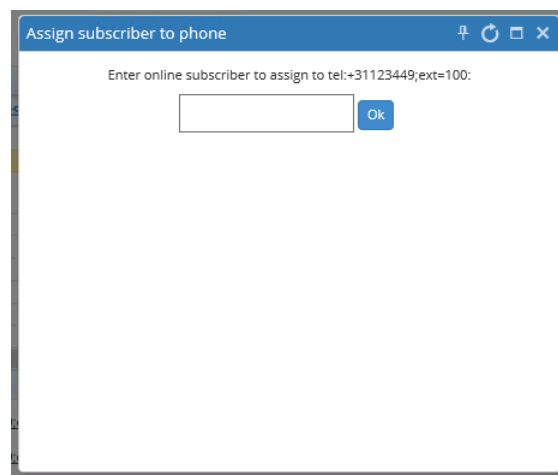 Assign subscriber to phone
Enter online subscriber to assign to tel:+31123449;ext=100:
Ok